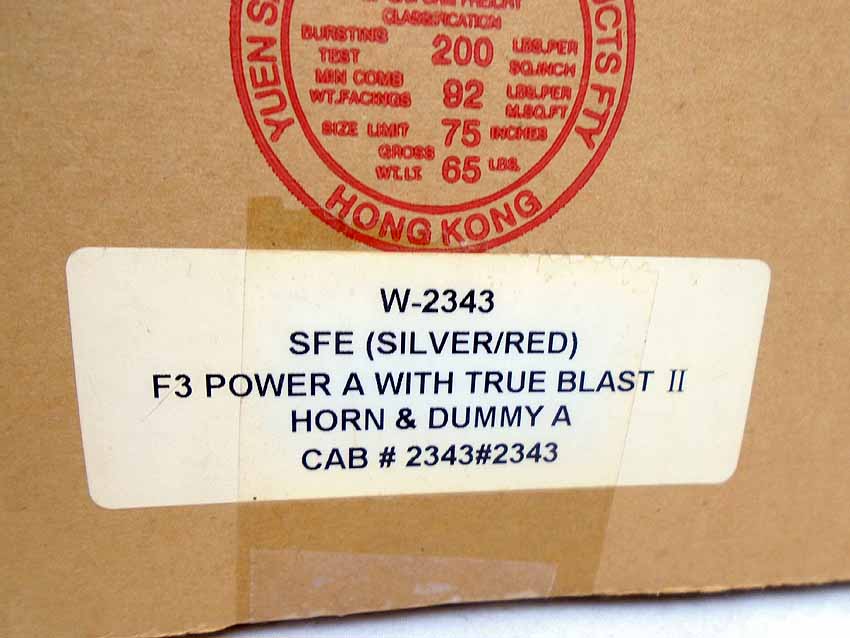 CLASSIFICATION
BURSTING TEST 200 LBS.PER SQ.INCH
MIN COMB WT.FACINGS 92 LBS.PER M.SQ.FT
SIZE LIMIT 75 INCHES
GROSS WT.LT. 65 LBS.
YUEN
UCTS FTY
HONG KONG
W-2343
SFE (SILVER/RED)
F3 POWER A WITH TRUE BLAST II
HORN & DUMMY A
CAB # 2343#2343